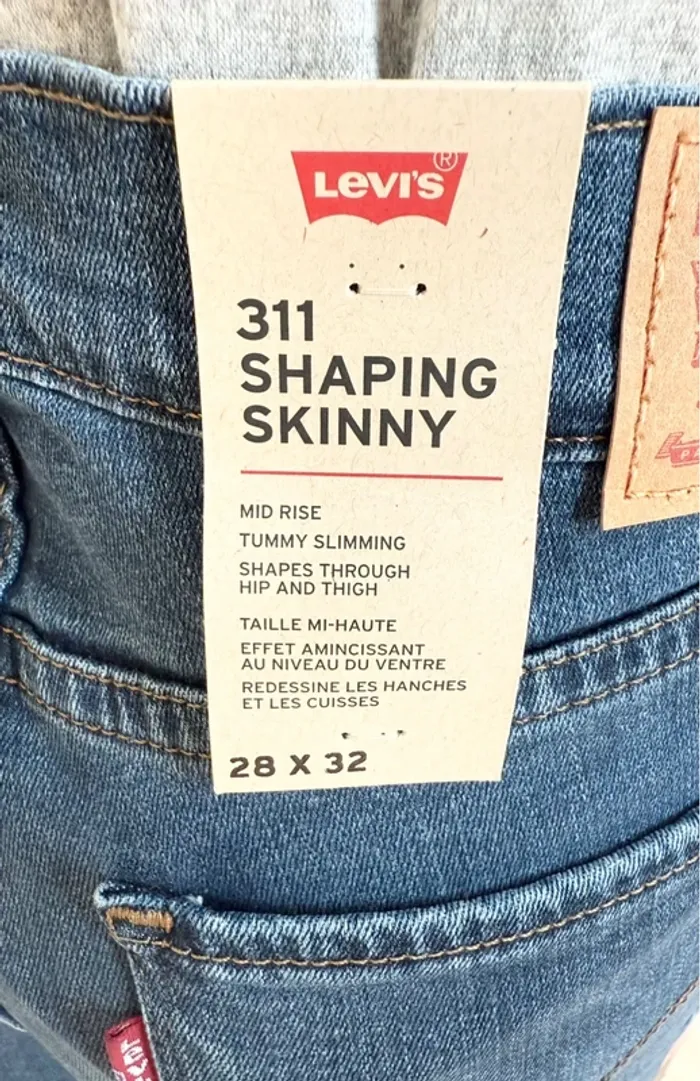 LEVI'S®
311
SHAPING
SKINNY
MID RISE
TUMMY SLIMMING
SHAPES THROUGH
HIP AND THIGH
TAILLE MI-HAUTE
EFFET AMINCISSANT
AU NIVEAU DU VENTRE
REDESSINE LES HANCHES
ET LES CUISSES
28 X 32